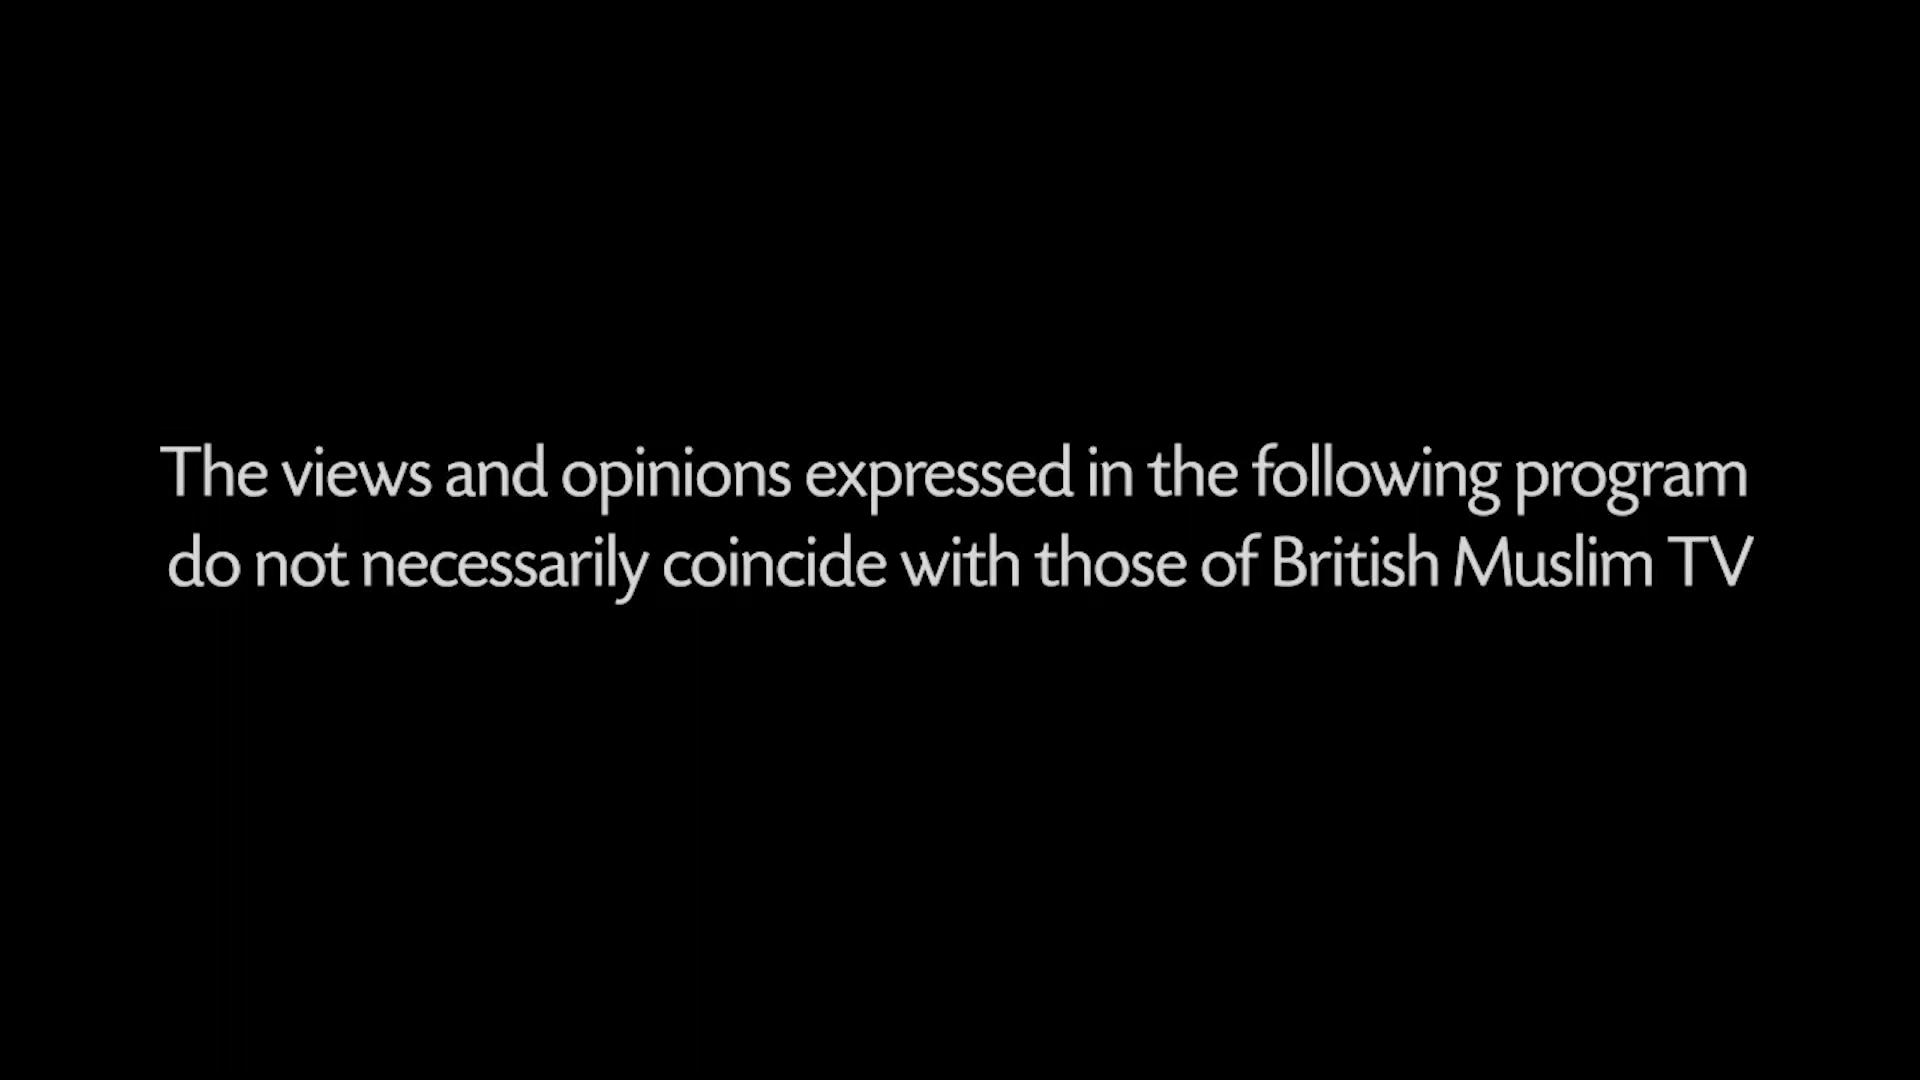 The views and opinions expressed in the following program
do not necessarily coincide with those of British Muslim TV